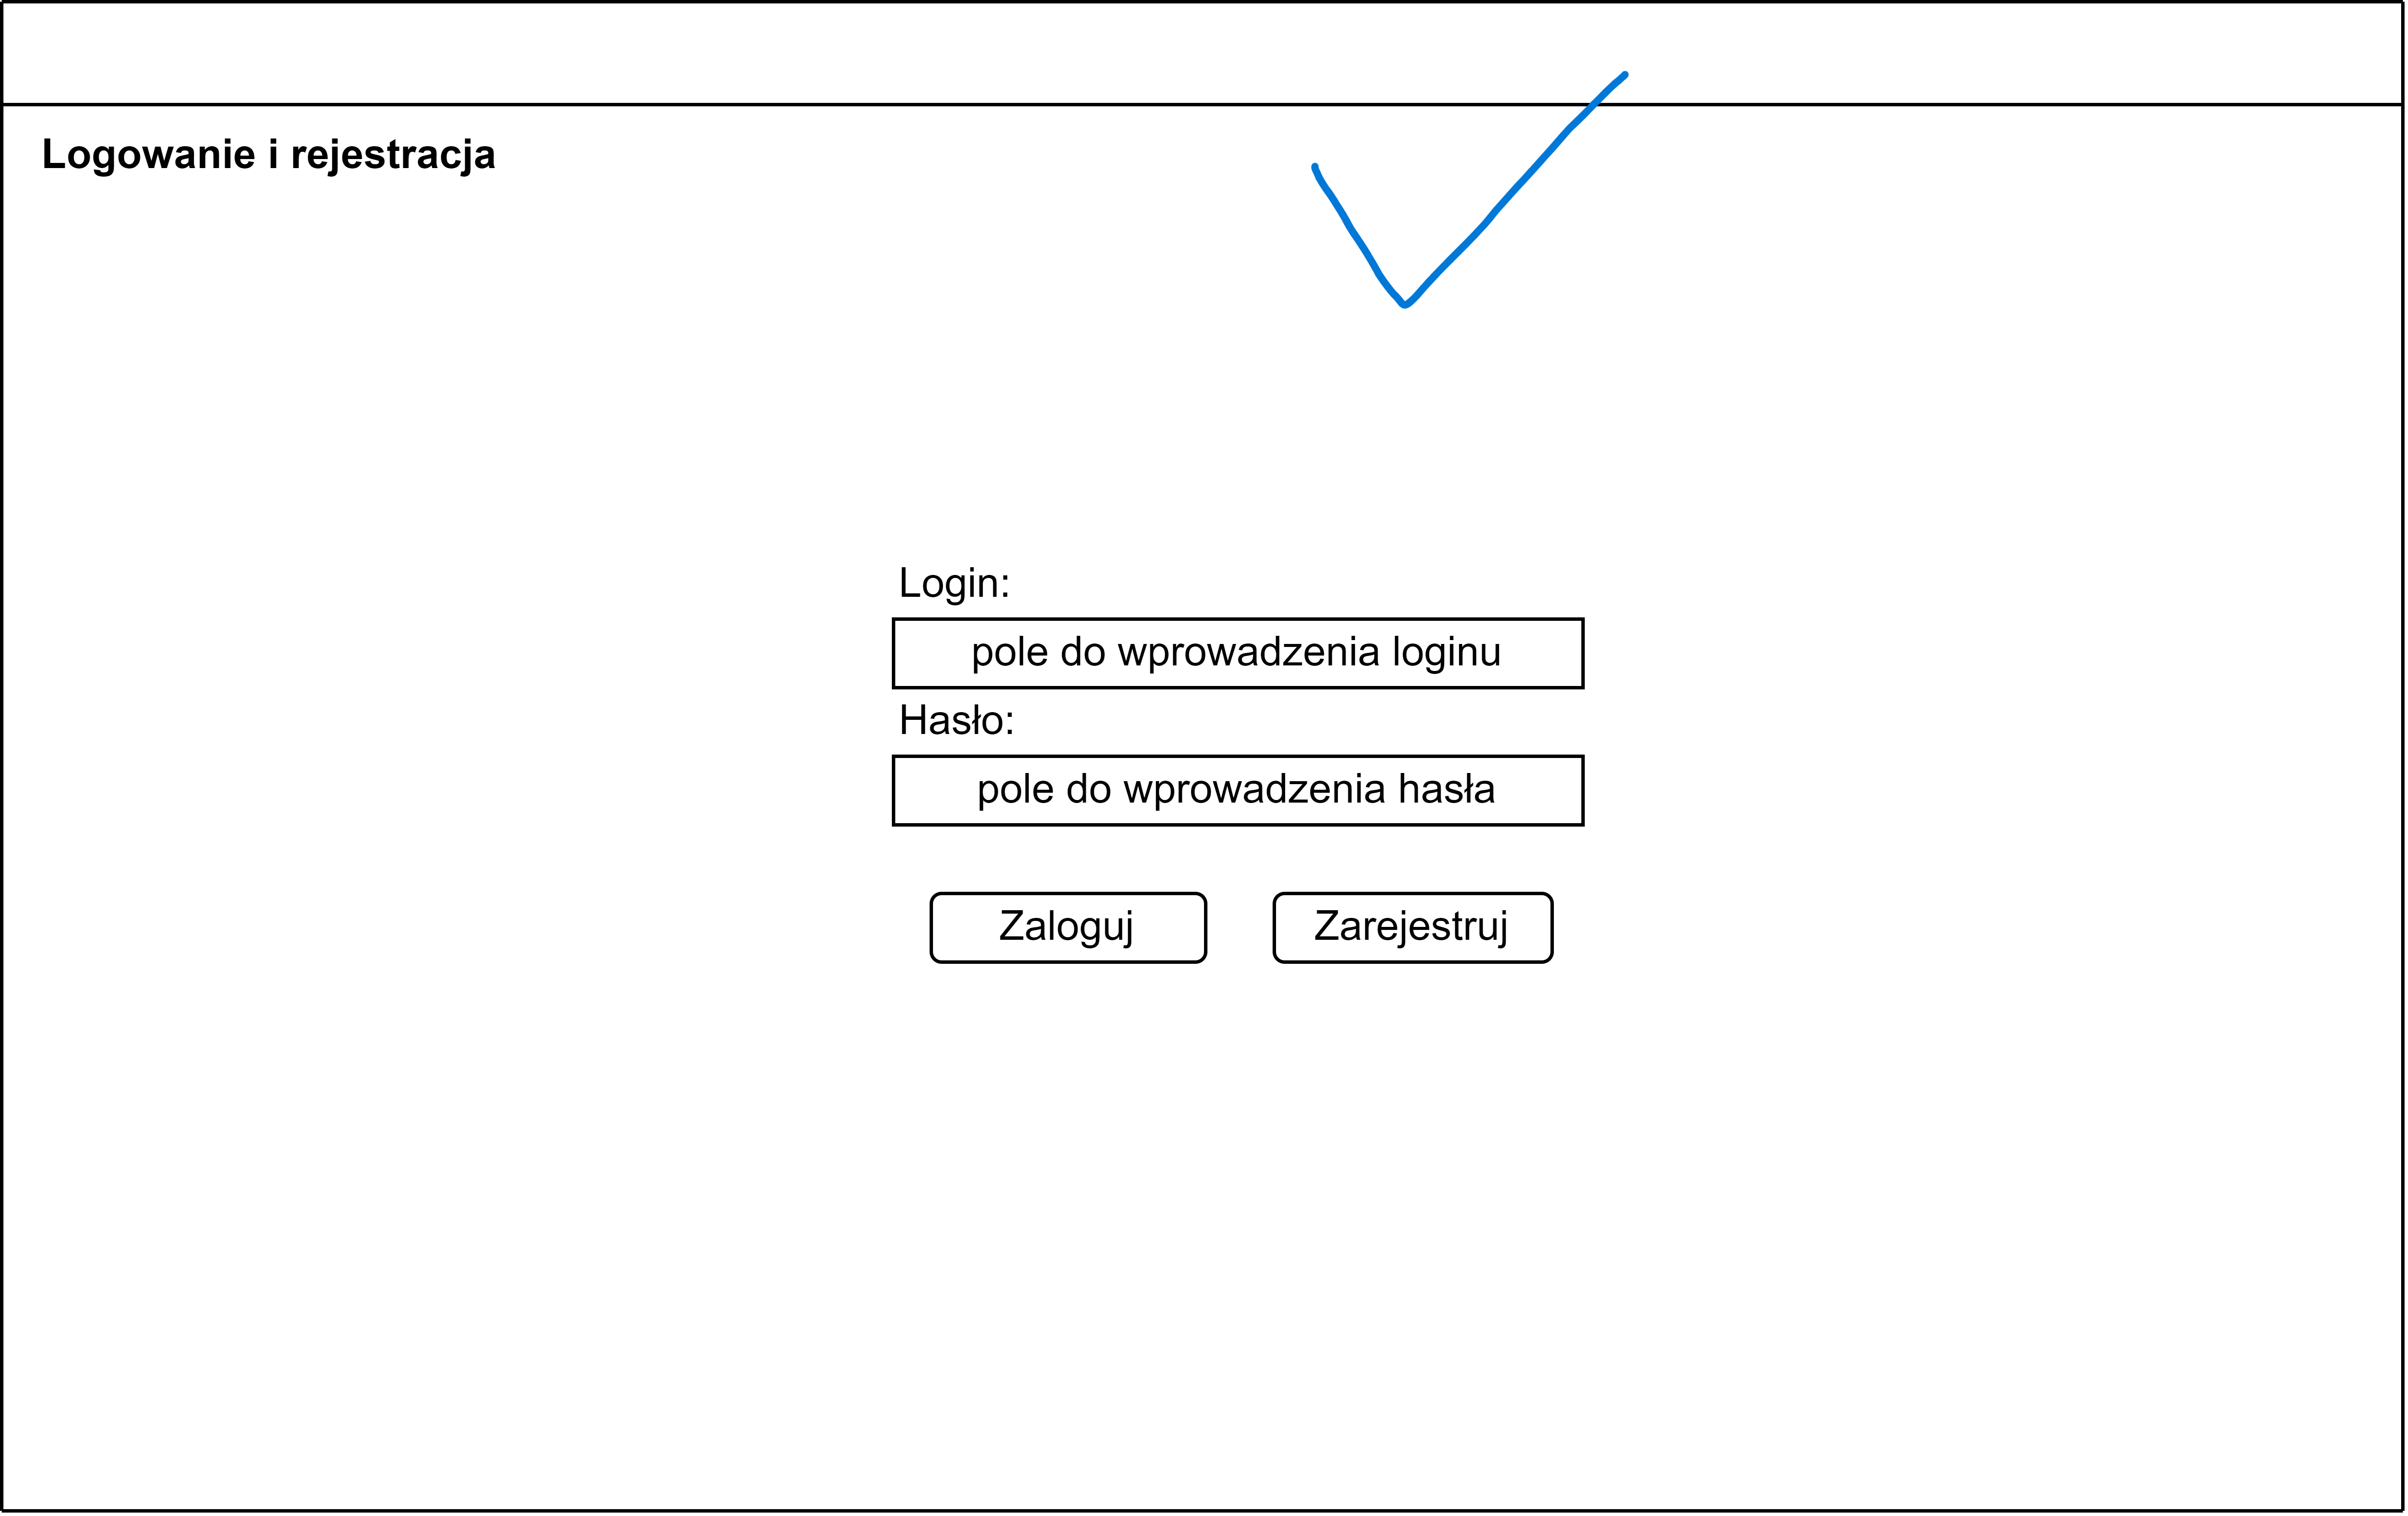 Logowanie i rejestracja
Login:
pole do wprowadzenia loginu
Hasło:
pole do wprowadzenia hasła
Zaloguj Zarejestruj